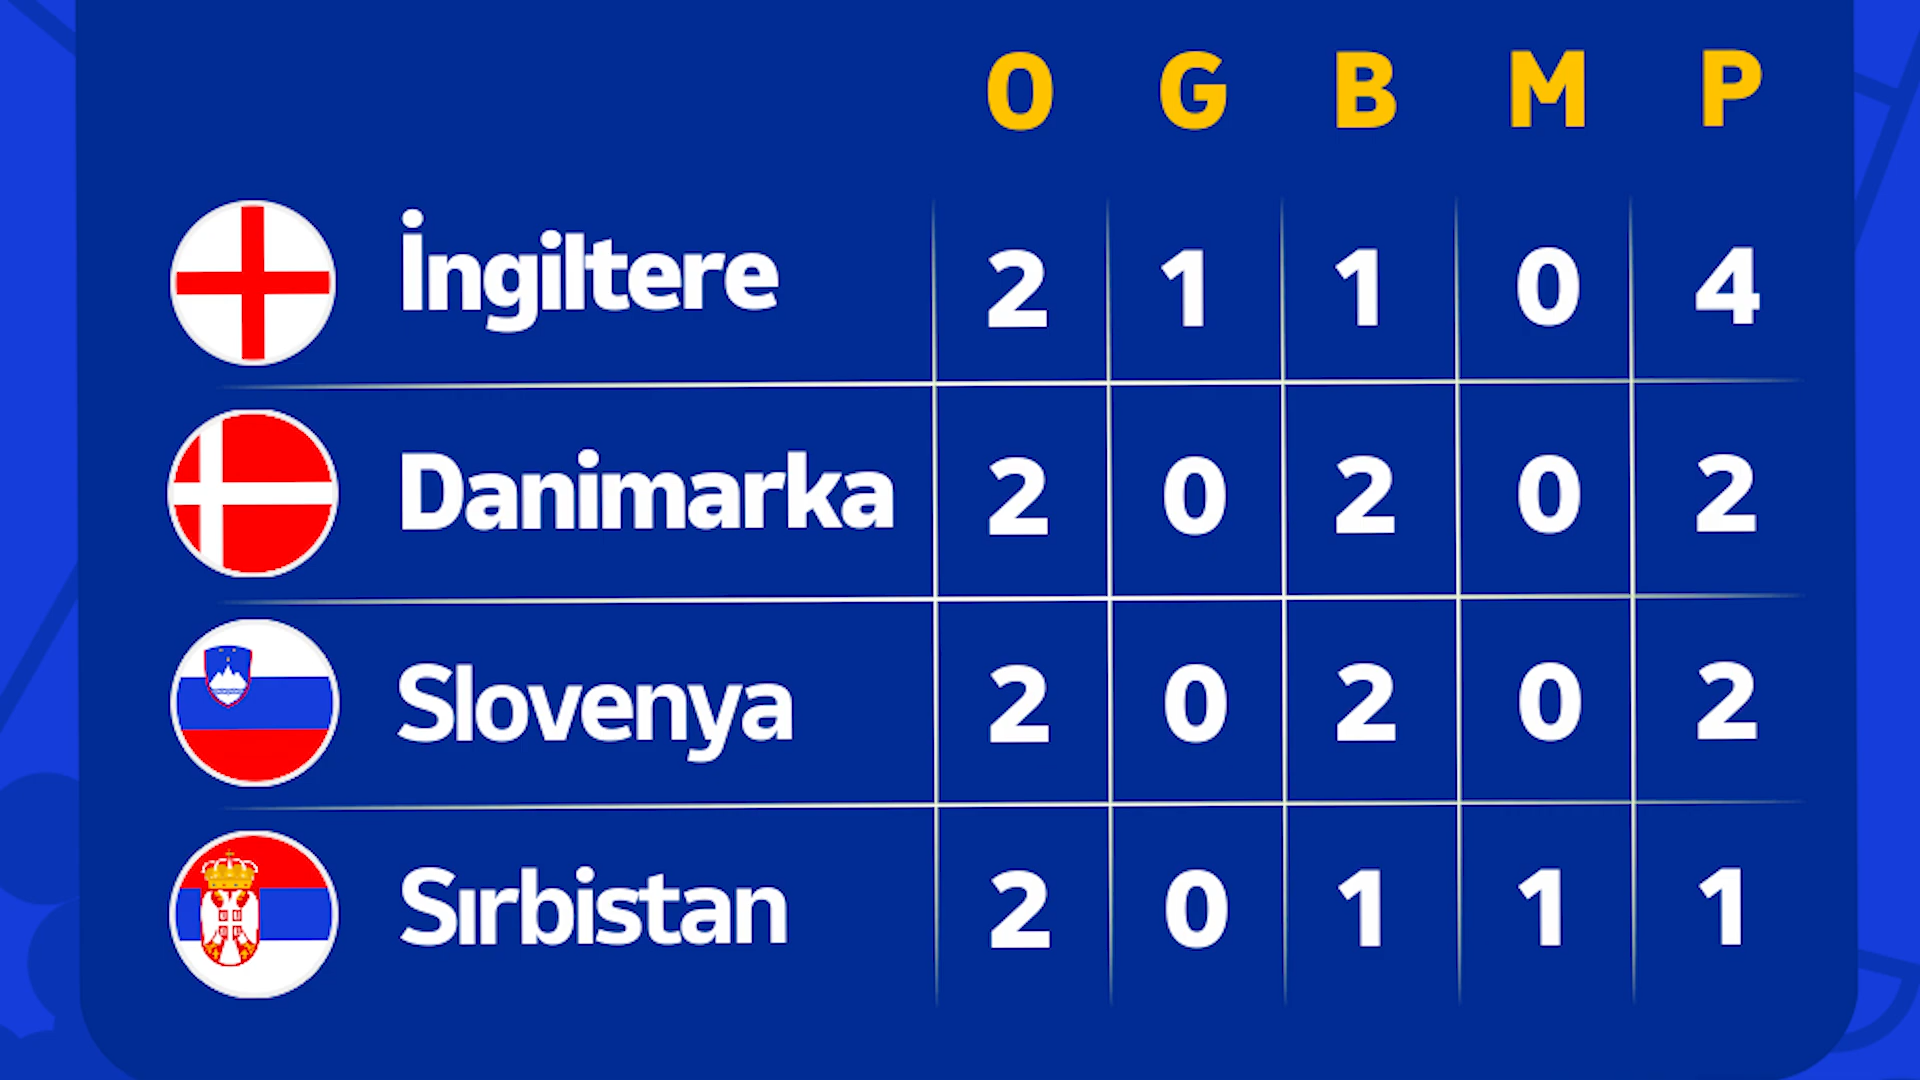 O G B M P
İngiltere 2 1 1 0 4
Danimarka 2 0 2 0 2
Slovenya 2 0 2 0 2
Sırbistan 2 0 1 1 1